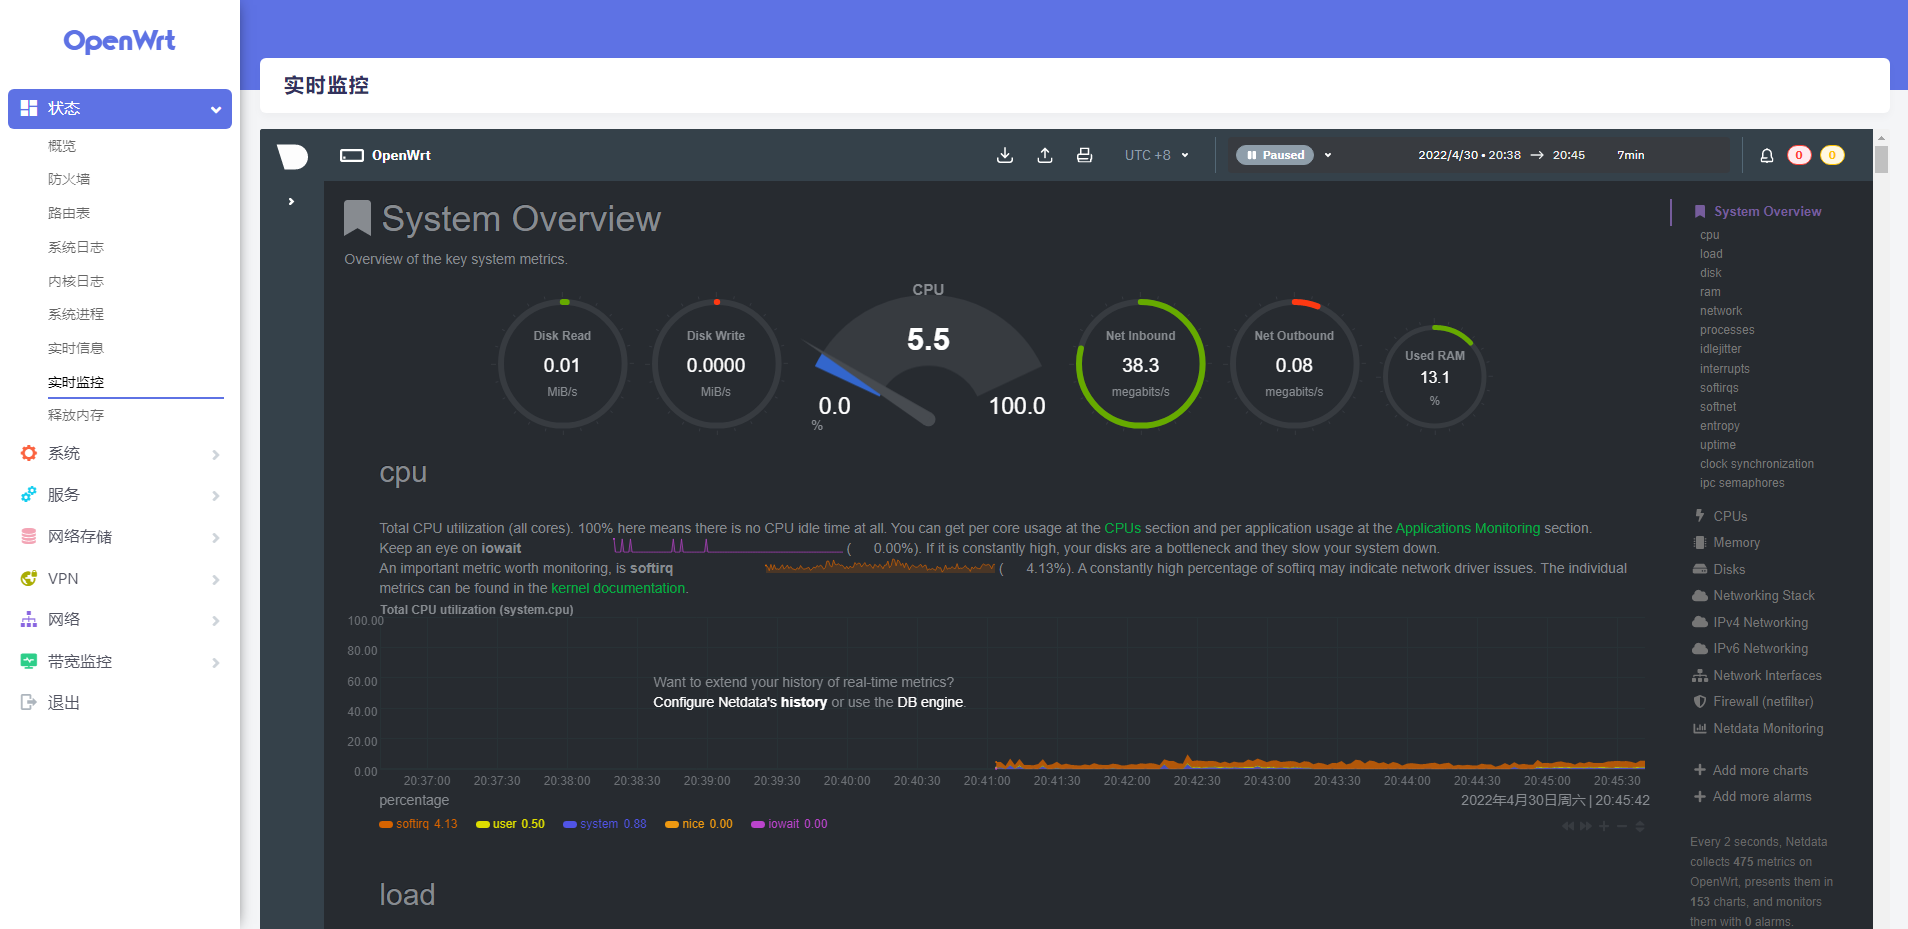 OpenWrt
状态
概览
防火墙
路由表
系统日志
内核日志
系统进程
实时信息
实时监控
释放内存
系统
服务
网络存储
VPN
网络
带宽监控
退出
实时监控
OpenWrt
UTC +8
Paused
2022/4/30 • 20:38 → 20:45
7min
0
0
System Overview
Overview of the key system metrics.
Disk Read
0.01
MiB/s
Disk Write
0.0000
MiB/s
CPU
5.5
0.0
100.0
%
Net Inbound
38.3
megabits/s
Net Outbound
0.08
megabits/s
Used RAM
13.1
%
cpu
Total CPU utilization (all cores). 100% here means there is no CPU idle time at all. You can get per core usage at the CPUs section and per application usage at the Applications Monitoring section.
Keep an eye on iowait ( 0.00%). If it is constantly high, your disks are a bottleneck and they slow your system down.
An important metric worth monitoring, is softirq ( 4.13%). A constantly high percentage of softirq may indicate network driver issues. The individual
metrics can be found in the kernel documentation.
Total CPU utilization (system.cpu)
100.00
80.00
60.00
40.00
20.00
0.00
Want to extend your history of real-time metrics?
Configure Netdata's history or use the DB engine
20:37:00 20:37:30 20:38:00 20:38:30 20:39:00 20:39:30 20:40:00 20:40:30 20:41:00 20:41:30 20:42:00 20:42:30 20:43:00 20:43:30 20:44:00 20:44:30 20:45:00 20:45:30
percentage
2022年4月30日周六 | 20:45:42
softirq 4.13 user 0.50 system 0.88 nice 0.00 iowait 0.00
load
System Overview
cpu
load
disk
ram
network
processes
idlejitter
interrupts
softirqs
softnet
entropy
uptime
clock synchronization
ipc semaphores
CPUs
Memory
Disks
Networking Stack
IPv4 Networking
IPv6 Networking
Network Interfaces
Firewall (netfilter)
Netdata Monitoring
Add more charts
Add more alarms
Every 2 seconds, Netdata
collects 475 metrics on
OpenWrt, presents them in
153 charts, and monitors
them with 0 alarms.